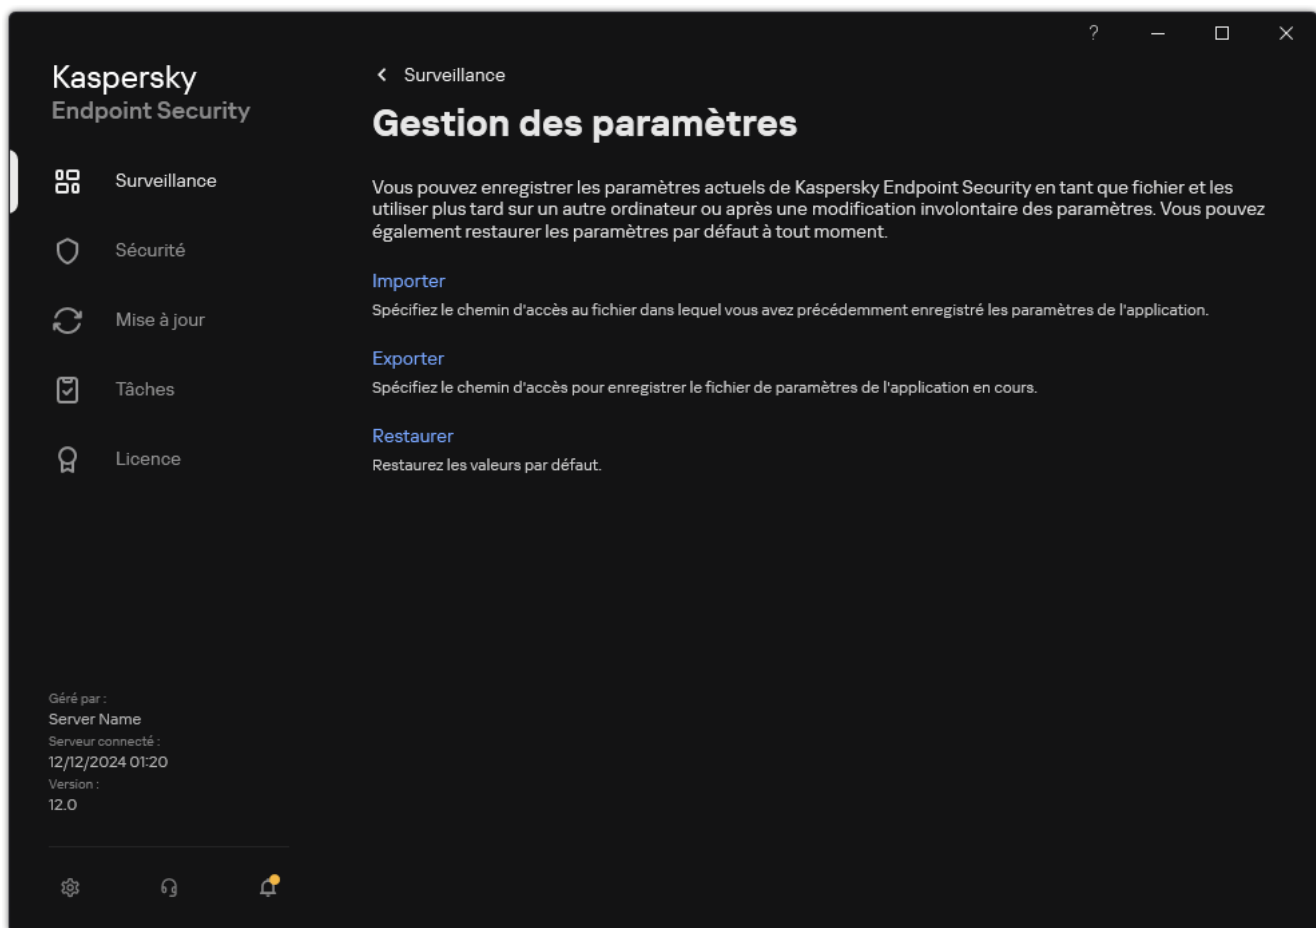 ?
Kaspersky
Endpoint Security
Surveillance
Sécurité
Mise à jour
Tâches
Licence
Géré par :
Server Name
Serveur connecté :
12/12/2024 01:20
Version :
12.0
Surveillance
Gestion des paramètres
Vous pouvez enregistrer les paramètres actuels de Kaspersky Endpoint Security en tant que fichier et les
utiliser plus tard sur un autre ordinateur ou après une modification involontaire des paramètres. Vous pouvez
également restaurer les paramètres par défaut à tout moment.
Importer
Spécifiez le chemin d'accès au fichier dans lequel vous avez précédemment enregistré les paramètres de l'application.
Exporter
Spécifiez le chemin d'accès pour enregistrer le fichier de paramètres de l'application en cours.
Restaurer
Restaurez les valeurs par défaut.